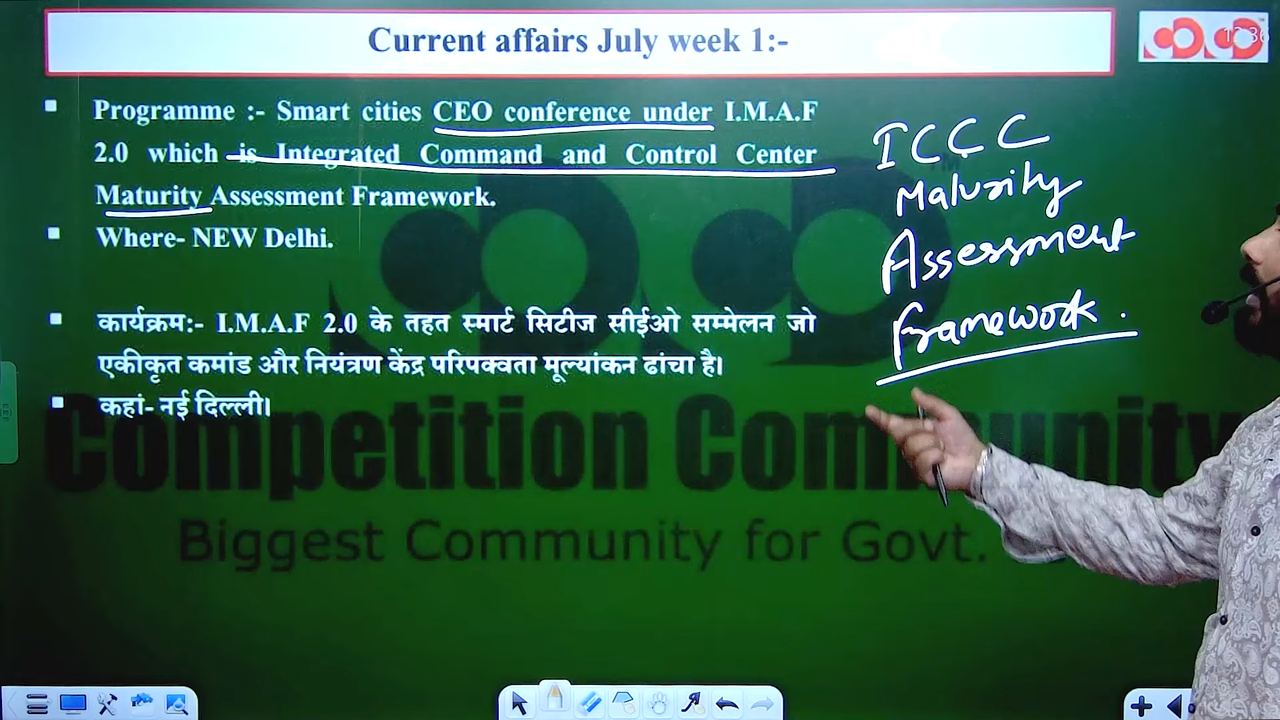 Current affairs July week 1:-
Programme :- Smart cities CEO conference under I.M.A.F
2.0 which is Integrated Command and Control Center
Maturity Assessment Framework.
Where- NEW Delhi.
कार्यक्रम:- I.M.A.F 2.0 के तहत स्मार्ट सिटीज सीईओ सम्मेलन जो
एकीकृत कमांड और नियंत्रण केंद्र परिपक्वता मूल्यांकन ढांचा है।
कहां- नई दिल्ली।
ICCC
Maturity
Assessment
Framework.
Competition Community
Biggest Community for Govt.